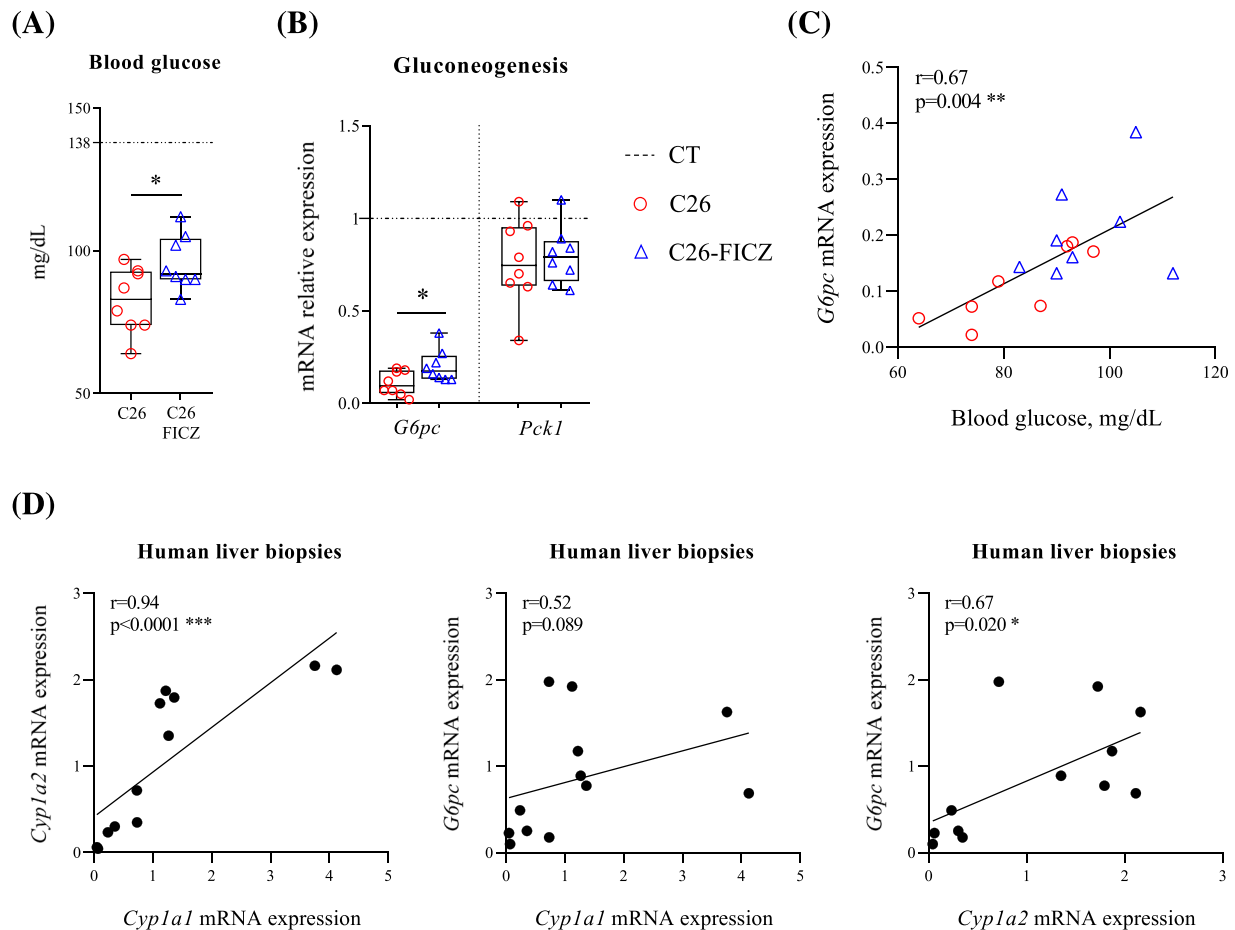 (A)
Blood glucose
mg/dL
150
138
100
50
*
C26
C26
FICZ
(B)
Gluconeogenesis
mRNA relative expression
1.5
1
0.5
0.0
*
G6pc
Pck1
CT
C26
C26-FICZ
(C)
r=0.67
p=0.004 **
G6pc mRNA expression
0.5
0.4
0.3
0.2
0.1
0.0
60
80
100
120
Blood glucose, mg/dL
(D)
Human liver biopsies
r=0.94
p<0.0001 ***
Cyp1a2 mRNA expression
3
2
1
0
0
1
2
3
4
5
Cyp1a1 mRNA expression
Human liver biopsies
r=0.52
p=0.089
G6pc mRNA expression
3
2
1
0
0
1
2
3
4
5
Cyp1a1 mRNA expression
Human liver biopsies
r=0.67
p=0.020 *
G6pc mRNA expression
3
2
1
0
0
1
2
3
Cyp1a2 mRNA expression